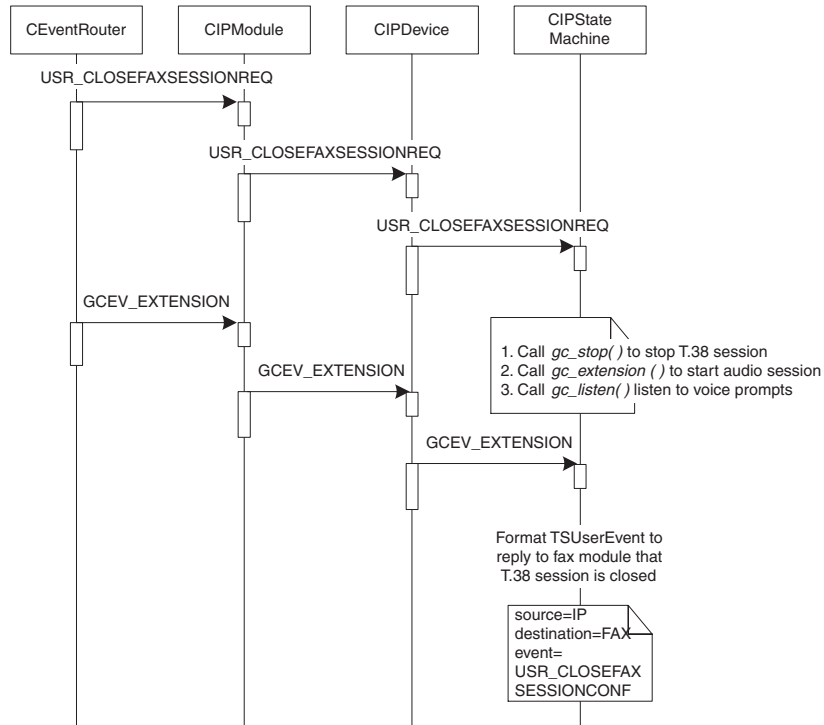 CEventRouter
CIPModule
CIPDevice
CIPState
Machine
USR_CLOSEFAXSESSIONREQ
USR_CLOSEFAXSESSIONREQ
USR_CLOSEFAXSESSIONREQ
GCEV_EXTENSION
1. Call gc_stop( ) to stop T.38 session
2. Call gc_extension ( ) to start audio session
3. Call gc_listen( ) listen to voice prompts
GCEV_EXTENSION
GCEV_EXTENSION
Format TSUserEvent to
reply to fax module that
T.38 session is closed
source=IP
destination=FAX
event=
USR_CLOSEFAX
SESSIONCONF